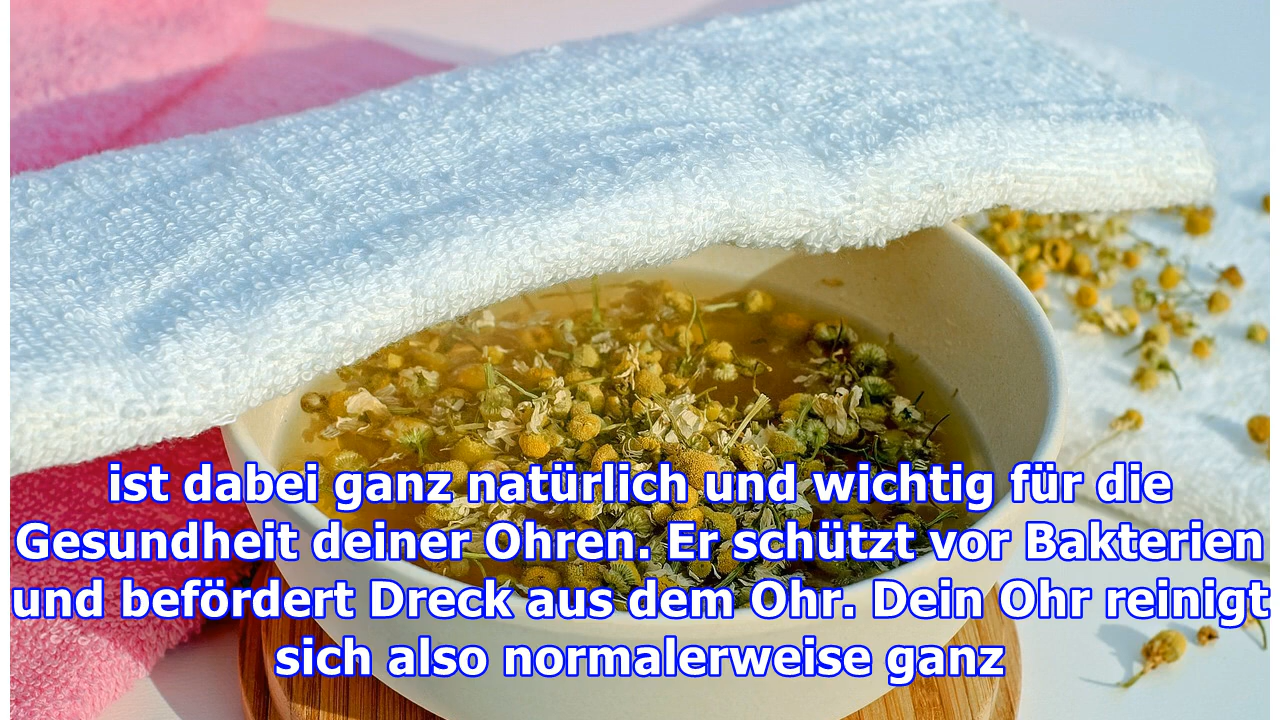 ist dabei ganz natürlich und wichtig für die
Gesundheit deiner Ohren. Er schützt vor Bakterien
und befördert Dreck aus dem Ohr. Dein Ohr reinigt
sich also normalerweise ganz